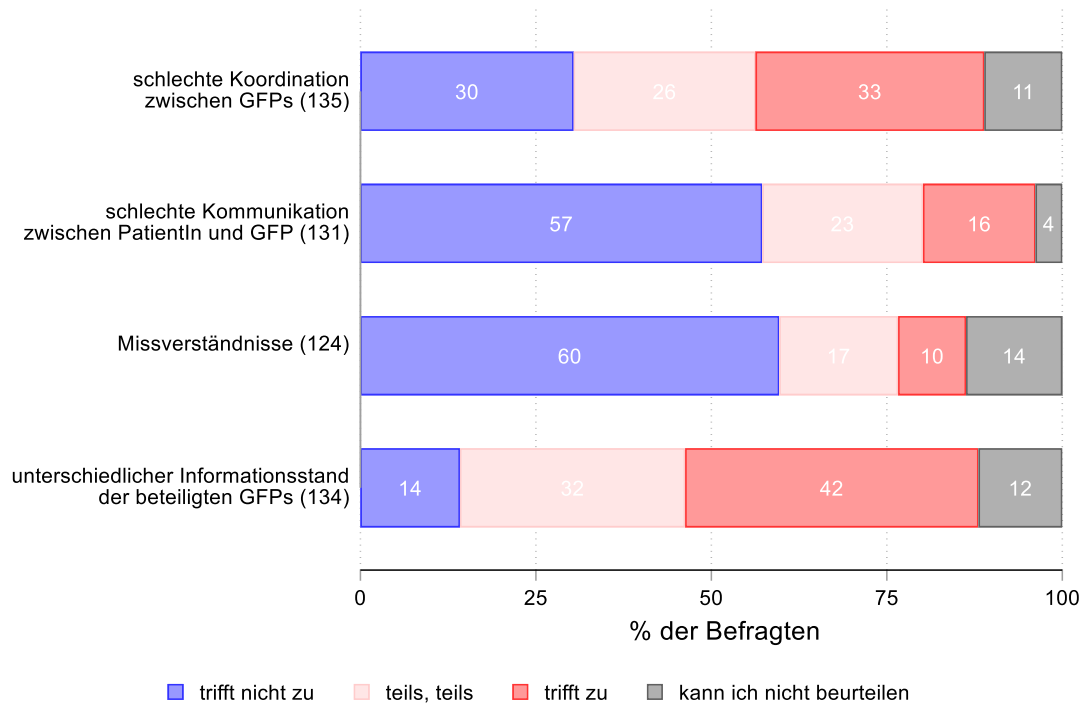 schlechte Koordination
zwischen GFPs (135)
30 26 33 11
schlechte Kommunikation
zwischen PatientIn und GFP (131)
57 23 16 4
Missverständnisse (124)
60 17 10 14
unterschiedlicher Informationsstand
der beteiligten GFPs (134)
14 32 42 12
0 25 50 75 100
% der Befragten
trifft nicht zu teils, teils trifft zu kann ich nicht beurteilen